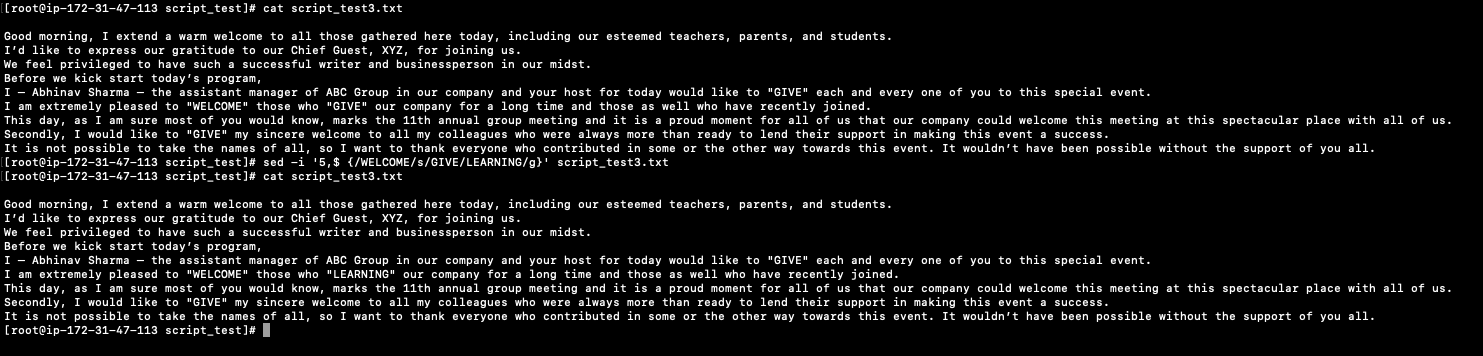 [root@ip-172-31-47-113 script_test]# cat script_test3.txt
Good morning, I extend a warm welcome to all those gathered here today, including our esteemed teachers, parents, and students.
I’d like to express our gratitude to our Chief Guest, XYZ, for joining us.
We feel privileged to have such a successful writer and businessperson in our midst.
Before we kick start today’s program,
I – Abhinav Sharma – the assistant manager of ABC Group in our company and your host for today would like to "GIVE" each and every one of you to this special event.
I am extremely pleased to "WELCOME" those who "GIVE" our company for a long time and those as well who have recently joined.
This day, as I am sure most of you would know, marks the 11th annual group meeting and it is a proud moment for all of us that our company could welcome this meeting at this spectacular place with all of us.
Secondly, I would like to "GIVE" my sincere welcome to all my colleagues who were always more than ready to lend their support in making this event a success.
It is not possible to take the names of all, so I want to thank everyone who contributed in some or the other way towards this event. It wouldn’t have been possible without the support of you all.
[root@ip-172-31-47-113 script_test]# sed -i '5,$ {/WELCOME/s/GIVE/LEARNING/g}' script_test3.txt
[root@ip-172-31-47-113 script_test]# cat script_test3.txt
Good morning, I extend a warm welcome to all those gathered here today, including our esteemed teachers, parents, and students.
I’d like to express our gratitude to our Chief Guest, XYZ, for joining us.
We feel privileged to have such a successful writer and businessperson in our midst.
Before we kick start today’s program,
I – Abhinav Sharma – the assistant manager of ABC Group in our company and your host for today would like to "GIVE" each and every one of you to this special event.
I am extremely pleased to "WELCOME" those who "LEARNING" our company for a long time and those as well who have recently joined.
This day, as I am sure most of you would know, marks the 11th annual group meeting and it is a proud moment for all of us that our company could welcome this meeting at this spectacular place with all of us.
Secondly, I would like to "GIVE" my sincere welcome to all my colleagues who were always more than ready to lend their support in making this event a success.
It is not possible to take the names of all, so I want to thank everyone who contributed in some or the other way towards this event. It wouldn’t have been possible without the support of you all.
[root@ip-172-31-47-113 script_test]#